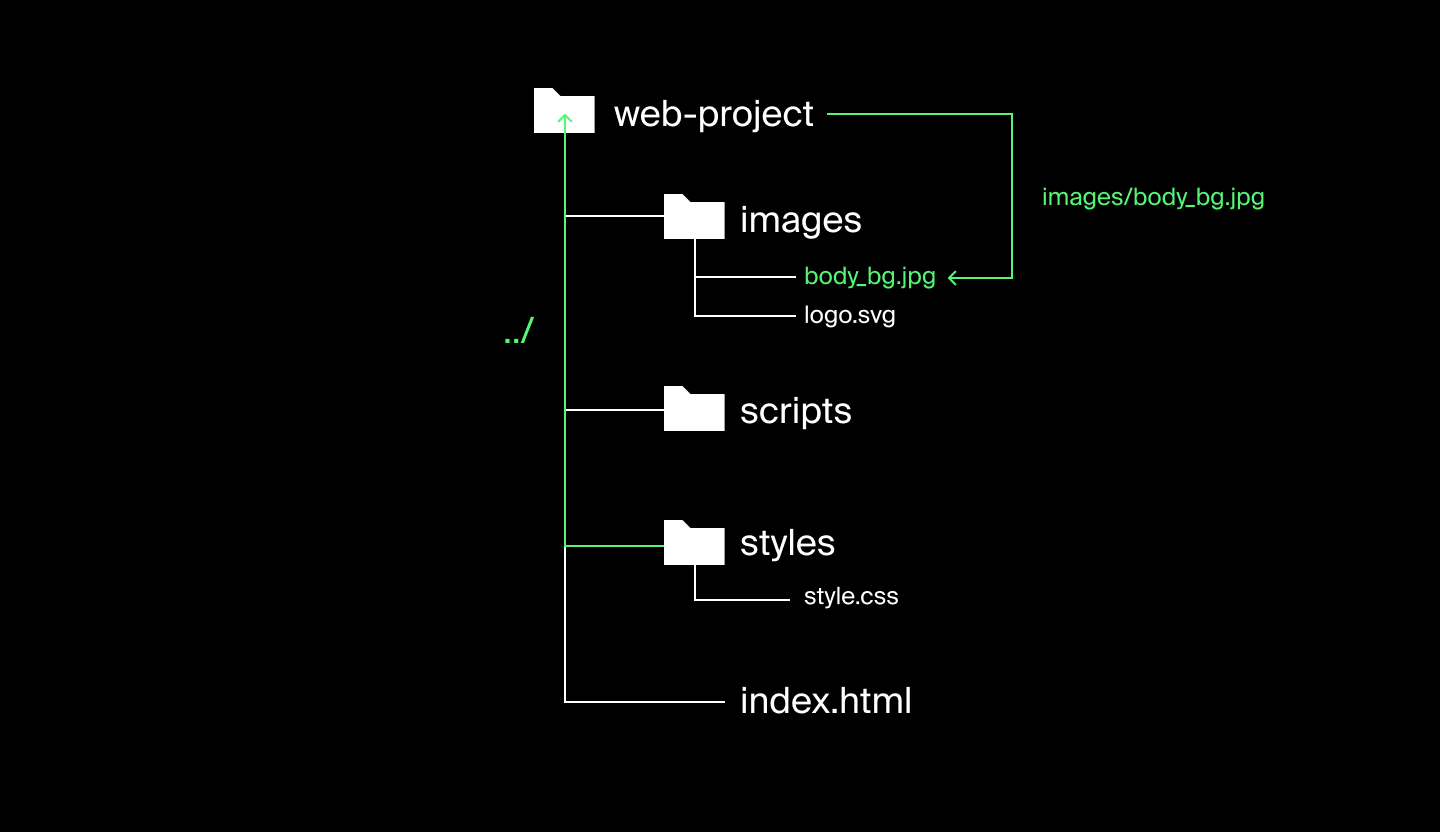 web-project
images/body_bg.jpg
images
body_bg.jpg
logo.svg
../
scripts
styles
style.css
index.html